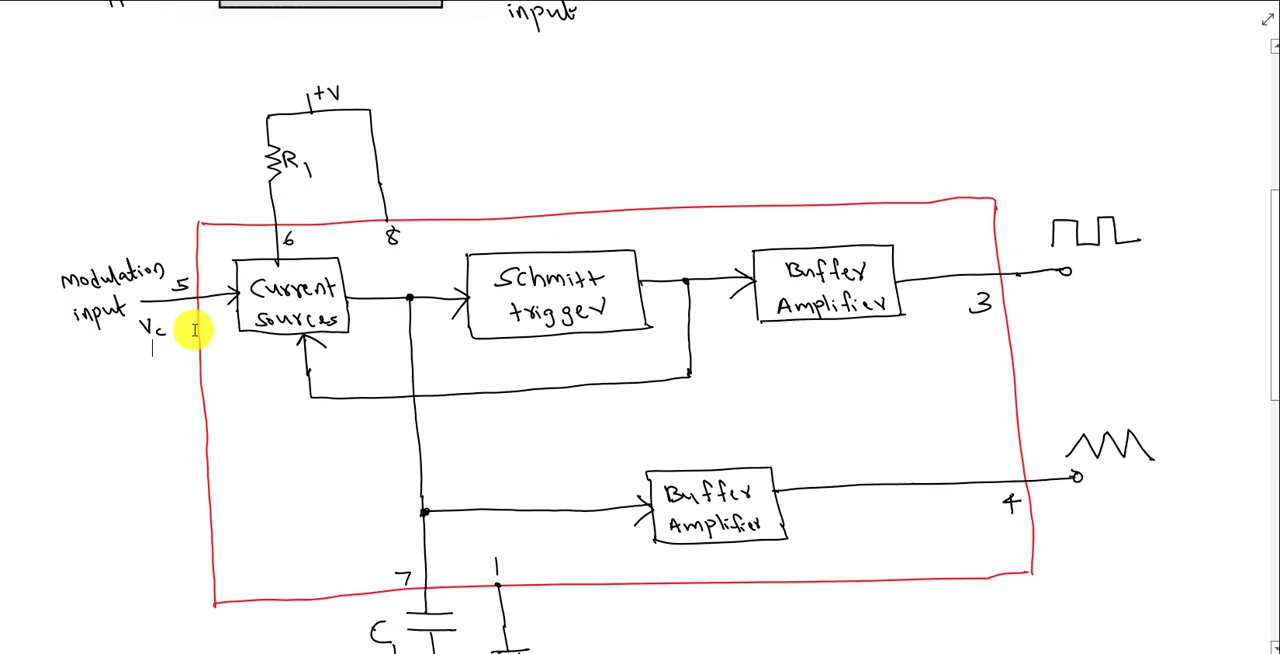 input
+V
R1
6
8
Modulation
input
5
Vc
Current
Sources
Schmitt
trigger
Buffer
Amplifier
3
Buffer
Amplifier
4
7
1
C1